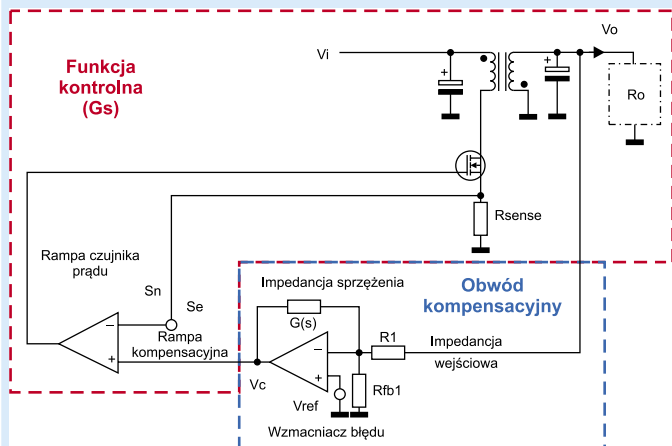 Vi
Vo
Funkcja
kontrolna
(Gs)
+
+
Ro
Rsense
Rampa czujnika
prądu
Sn
Se
Rampa
kompensacyjna
−
+
Vc
Impedancja sprzężenia
G(s)
Obwód
kompensacyjny
R1
Impedancja
wejściowa
−
+
Rfb1
Vref
Wzmacniacz błędu